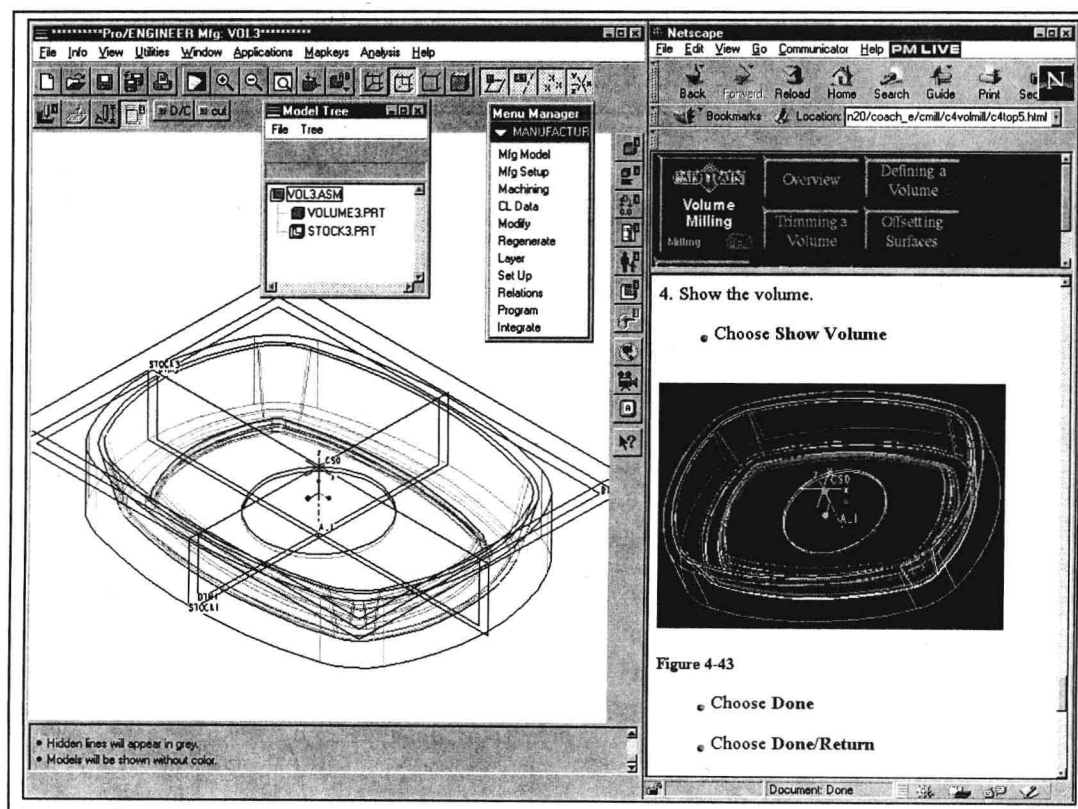 **********Pro/ENGINEER Mfg: VOL3**********
File Info View Utilities Window Applications Mapkeys Analysis Help
D/C cul
Model Tree
File Tree
VOL3.ASM
VOLUME3.PRT
STOCK3.PRT
Menu Manager
MANUFACTUR
Mfg Model
Mfg Setup
Machining
CL Data
Modify
Regenerate
Layer
Set Up
Relations
Program
Integrate
STOCK3
CS0
A_1
DTM1
STOCK1
Hidden lines will appear in grey.
Models will be shown without color.
Netscape
File Edit View Go Communicator Help PM LIVE
Back Forward Reload Home Search Guide Print Sec
N
Bookmarks Location: n20/coach_e/cmill/c4volmill/c4top5.html
CADTRAIN
Volume
Milling
Milling
Overview
Defining a
Volume
Trimming a
Volume
Offsetting
Surfaces
4. Show the volume.
Choose Show Volume
CS0
A_1
Figure 4-43
Choose Done
Choose Done/Return
Document: Done